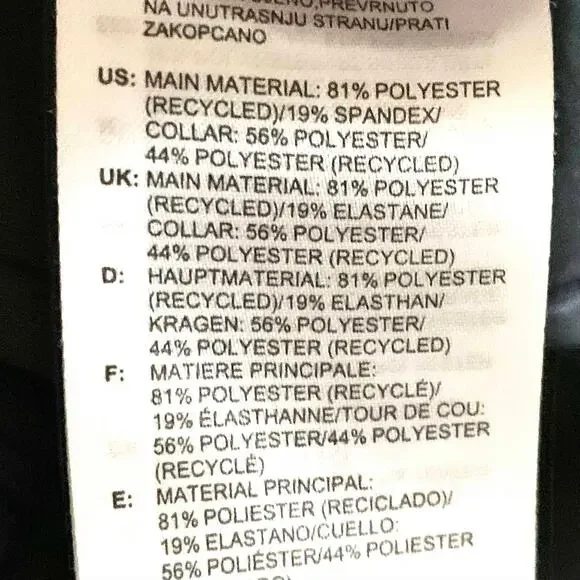 PREVRNUTO
NA UNUTRASNJU STRANU/PRATI
ZAKOPCANO
US: MAIN MATERIAL: 81% POLYESTER
(RECYCLED)/19% SPANDEX/
COLLAR: 56% POLYESTER/
44% POLYESTER (RECYCLED)
UK: MAIN MATERIAL: 81% POLYESTER
(RECYCLED)/19% ELASTANE/
COLLAR: 56% POLYESTER/
44% POLYESTER (RECYCLED)
D: HAUPTMATERIAL: 81% POLYESTER
(RECYCLED)/19% ELASTHAN/
KRAGEN: 56% POLYESTER/
44% POLYESTER (RECYCLED)
F: MATIERE PRINCIPALE:
81% POLYESTER (RECYCLÉ)/
19% ÉLASTHANNE/TOUR DE COU:
56% POLYESTER/44% POLYESTER
(RECYCLÉ)
E: MATERIAL PRINCIPAL:
81% POLIESTER (RECICLADO)/
19% ELASTANO/CUELLO:
56% POLIÉSTER/44% POLIESTER